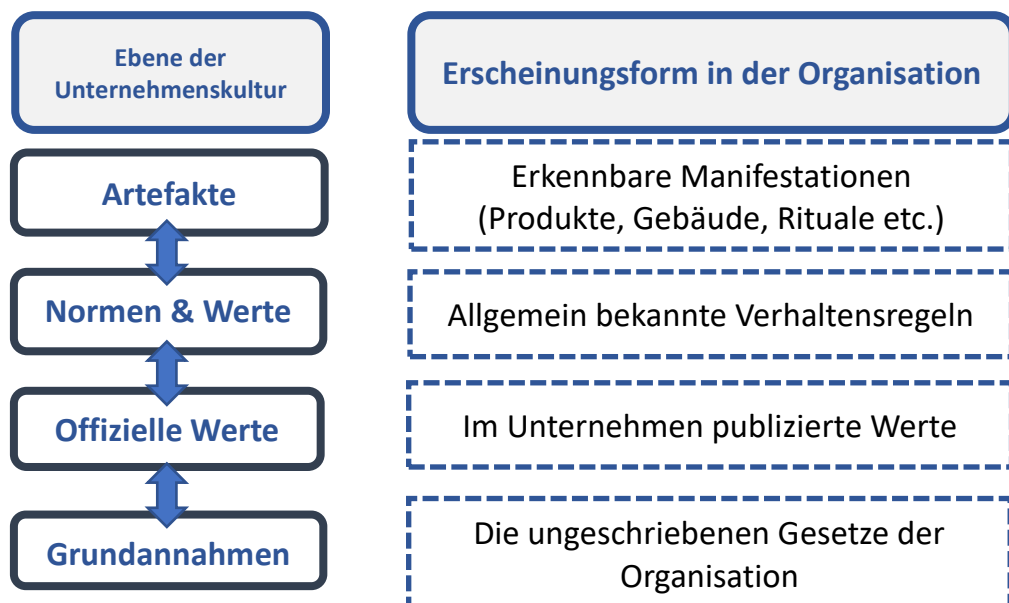 Ebene der
Unternehmenskultur
Erscheinungsform in der Organisation
Artefakte
Erkennbare Manifestationen
(Produkte, Gebäude, Rituale etc.)
Normen & Werte
Allgemein bekannte Verhaltensregeln
Offizielle Werte
Im Unternehmen publizierte Werte
Grundannahmen
Die ungeschriebenen Gesetze der
Organisation